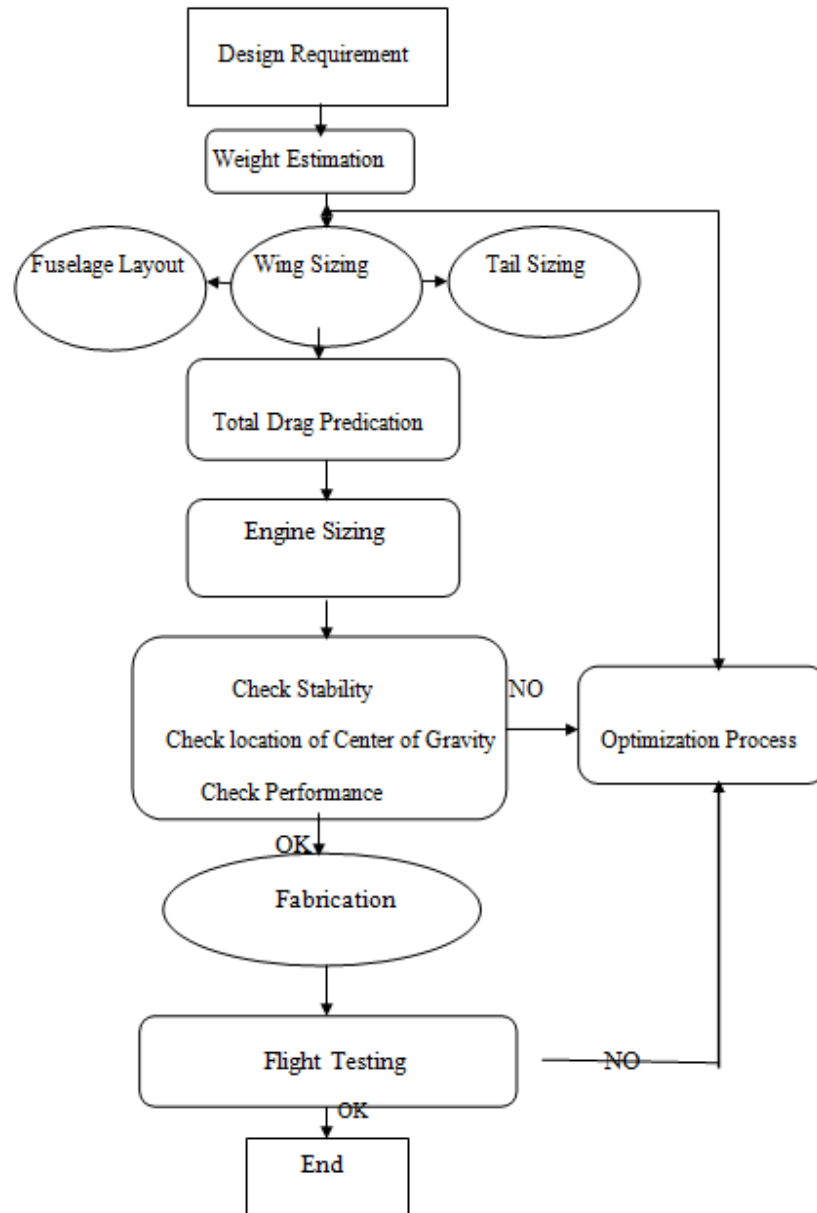 Design Requirement
Weight Estimation
Fuselage Layout
Wing Sizing
Tail Sizing
Total Drag Predication
Engine Sizing
Check Stability
NO
Check location of Center of Gravity
Optimization Process
Check Performance
OK
Fabrication
Flight Testing
NO
OK
End